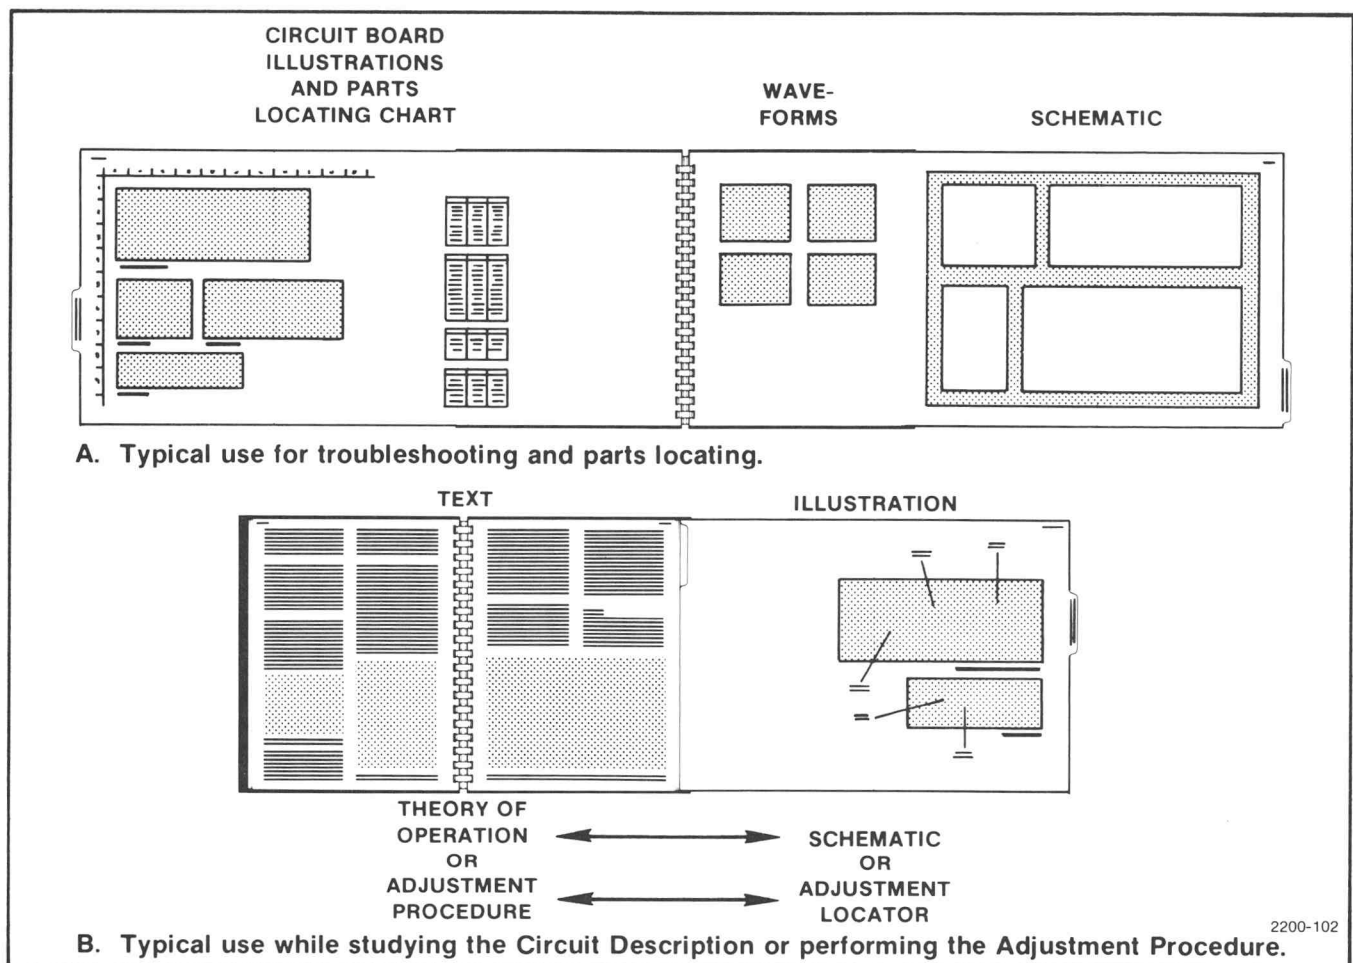 CIRCUIT BOARD
ILLUSTRATIONS
AND PARTS
LOCATING CHART
WAVE-
FORMS
SCHEMATIC
A. Typical use for troubleshooting and parts locating.
TEXT
ILLUSTRATION
THEORY OF
OPERATION
OR
ADJUSTMENT
PROCEDURE
SCHEMATIC
OR
ADJUSTMENT
LOCATOR
2200-102
B. Typical use while studying the Circuit Description or performing the Adjustment Procedure.